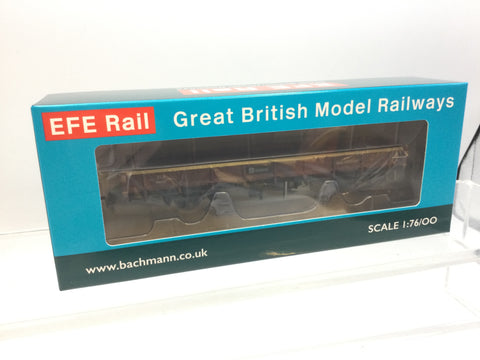 EFE Rail
Great British Model Railways
www.bachmann.co.uk
SCALE 1:76/OO